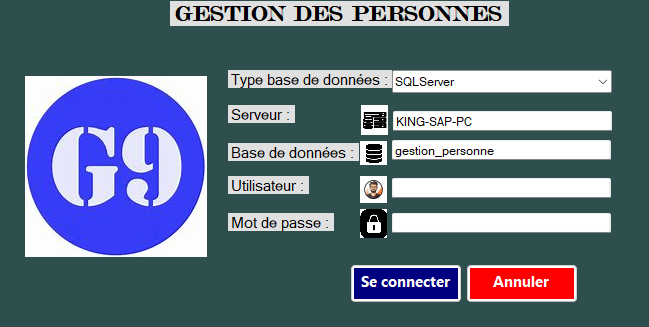 GESTION DES PERSONNES
G9
Type base de données : SQLServer
Serveur : KING-SAP-PC
Base de données : gestion_personne
Utilisateur :
Mot de passe :
Se connecter Annuler